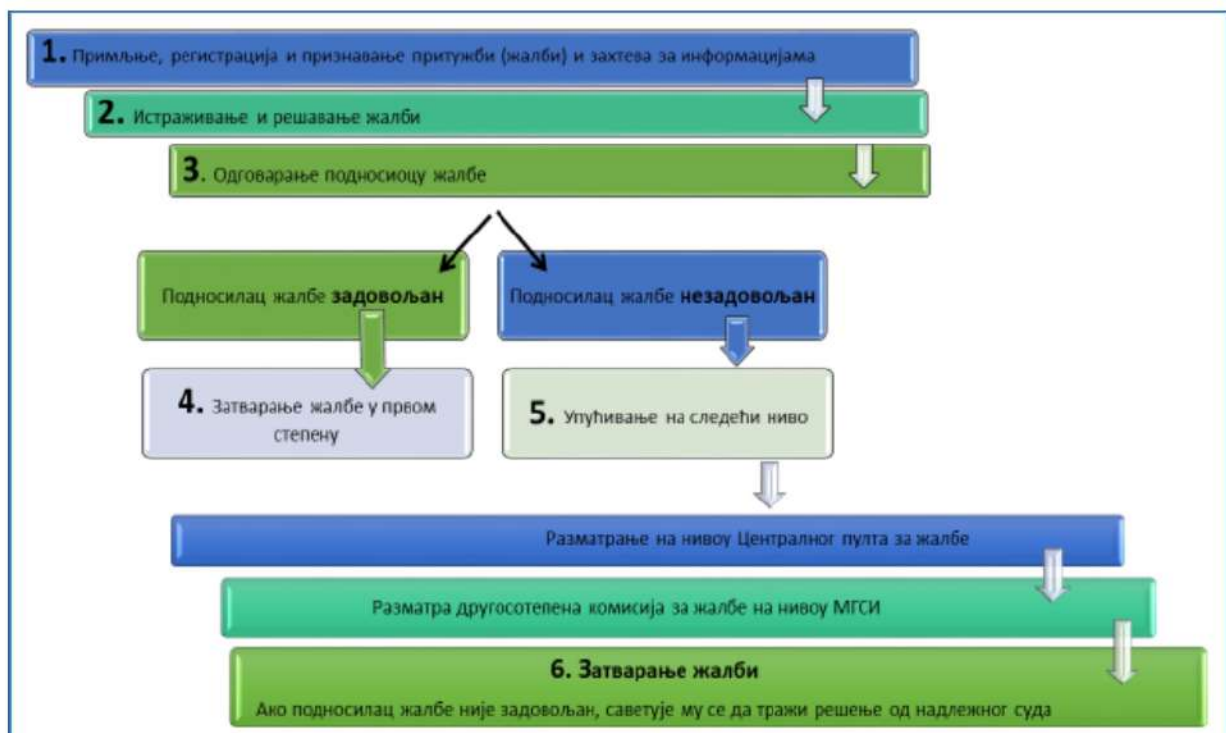 1. Примљње, регистрација и признавање притужби (жалби) и захтева за информацијама
2. Истраживање и решавање жалби
3. Одговарање подносиоцу жалбе
Подносилац жалбе задовољан
Подносилац жалбе незадовољан
4. Затварање жалбе у првом
степену
5. Упућивање на следећи ниво
Разматрање на нивоу Централног пулта за жалбе
Разматра другосотепена комисија за жалбе на нивоу МГСИ
6. Затварање жалби
Ако подносилац жалбе није задовољан, саветује му се да тражи решење од надлежног суда